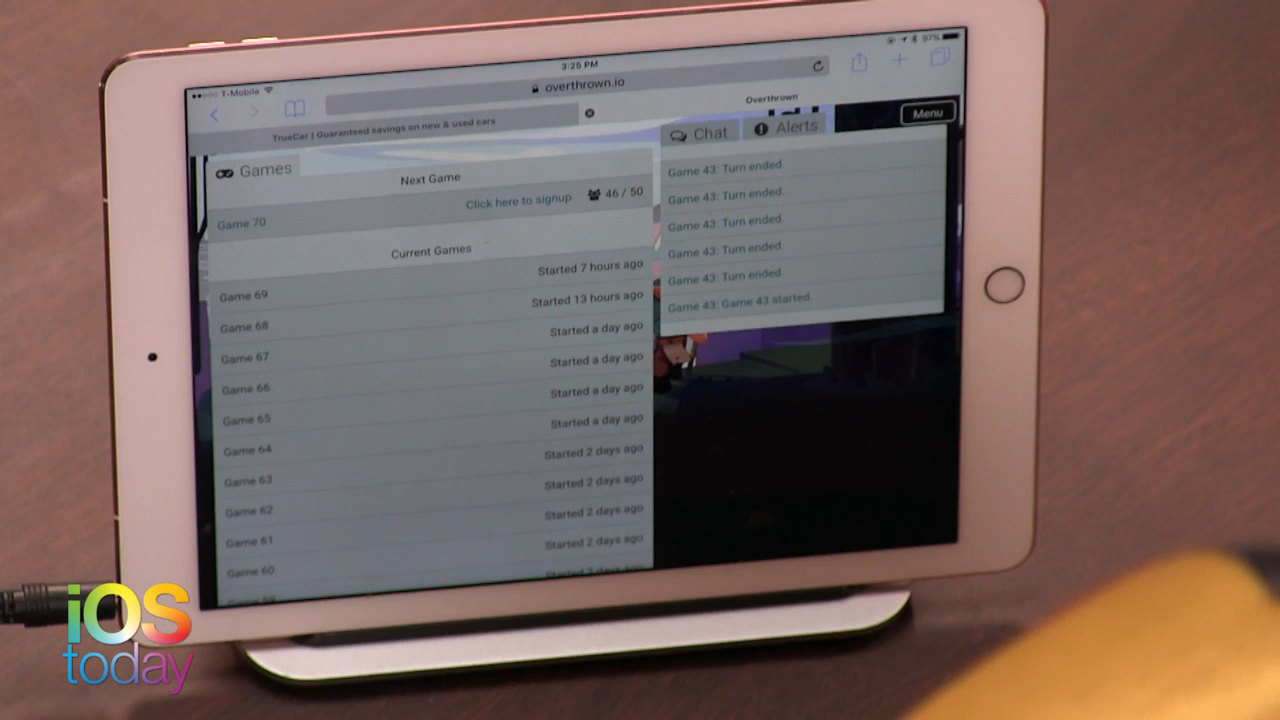 T-Mobile
3:25 PM
97%
overthrown.io
TrueCar | Guaranteed savings on new & used cars
Overthrown
Menu
Games
Next Game
Game 70
Click here to signup
46 / 50
Current Games
Game 69
Started 7 hours ago
Game 68
Started 13 hours ago
Game 67
Started a day ago
Game 66
Started a day ago
Game 65
Started a day ago
Game 64
Started a day ago
Game 63
Started 2 days ago
Game 62
Started 2 days ago
Game 61
Started 2 days ago
Game 60
Started 2 days ago
Chat
Alerts
Game 43: Turn ended.
Game 43: Turn ended.
Game 43: Turn ended.
Game 43: Turn ended.
Game 43: Turn ended.
Game 43: Game 43 started.
iOS
today